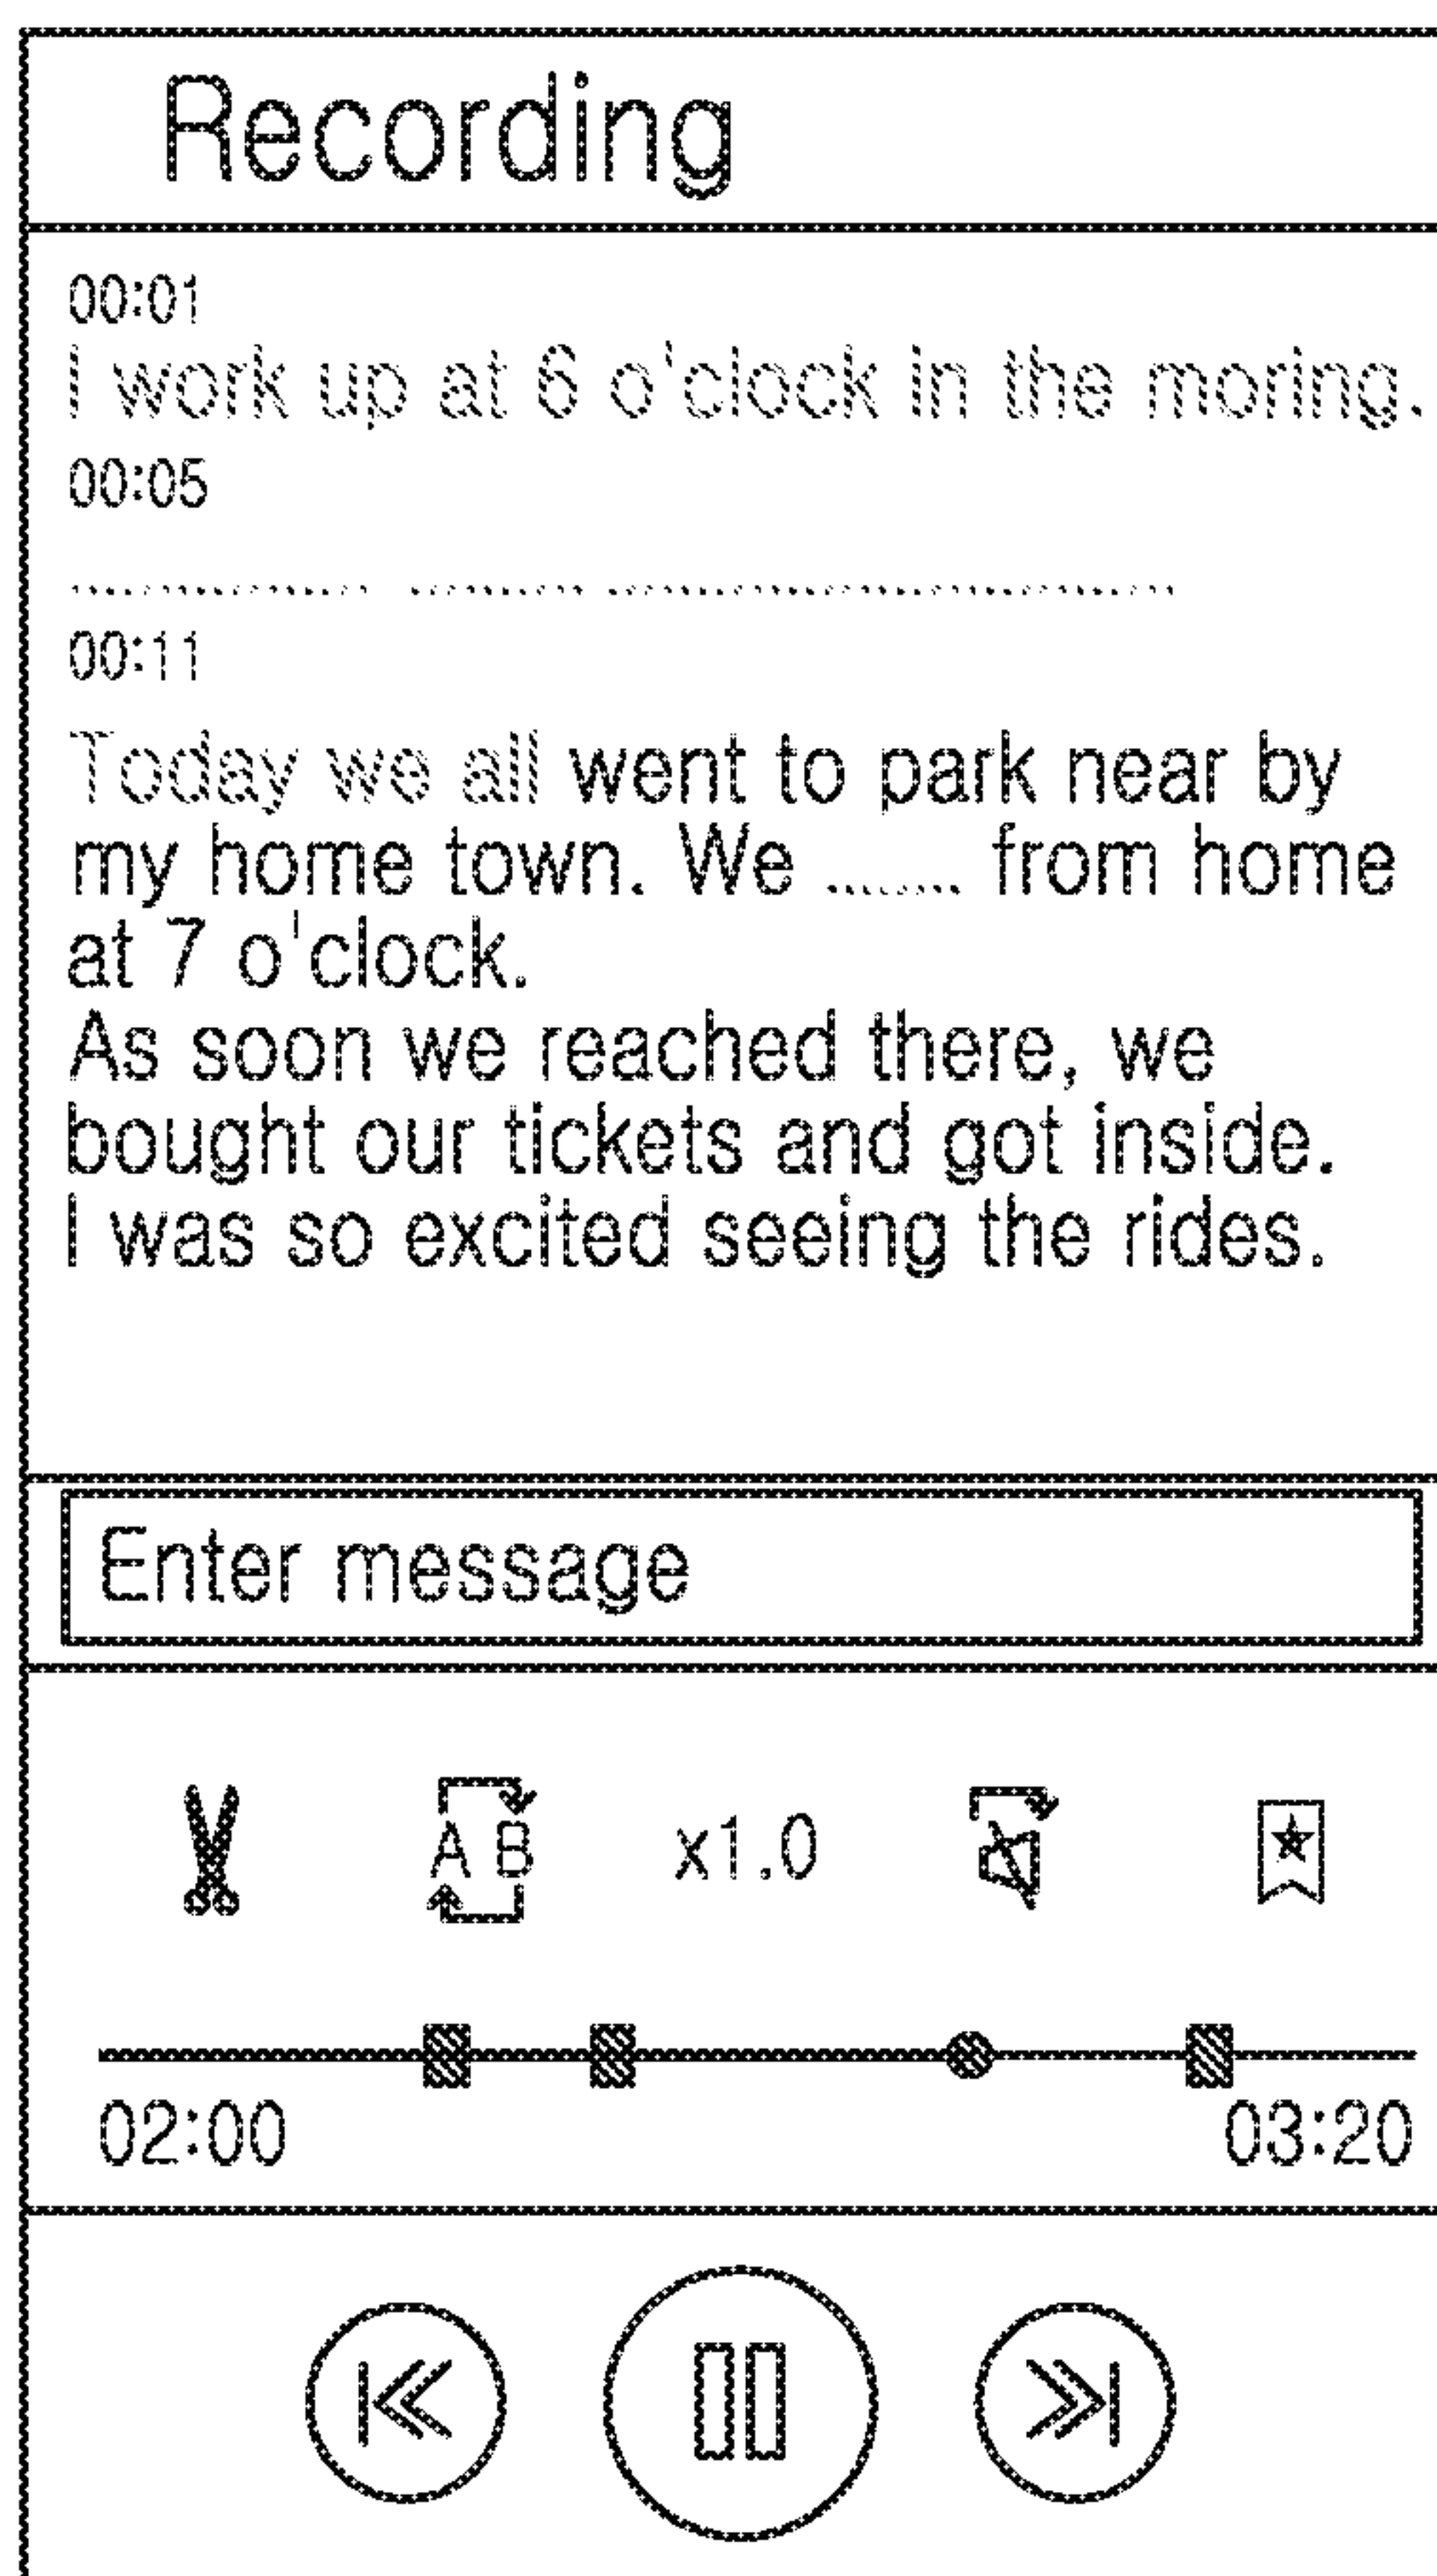 Recording
00:01
I work up at 6 o'clock in the moring.
00:05
................ ........... ..............................
00:11
Today we all went to park near by
my home town. We ........ from home
at 7 o'clock.
As soon we reached there, we
bought our tickets and got inside.
I was so excited seeing the rides.
Enter message
A B x1.0
02:00 03:20